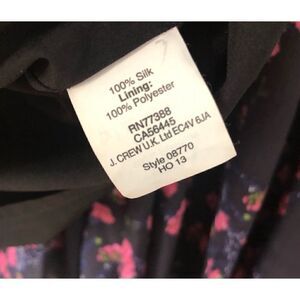 100% Silk
Lining:
100% Polyester
RN77388
CA56445
J. CREW U.K. Ltd EC4V 6JA
Style 08770
HO 13